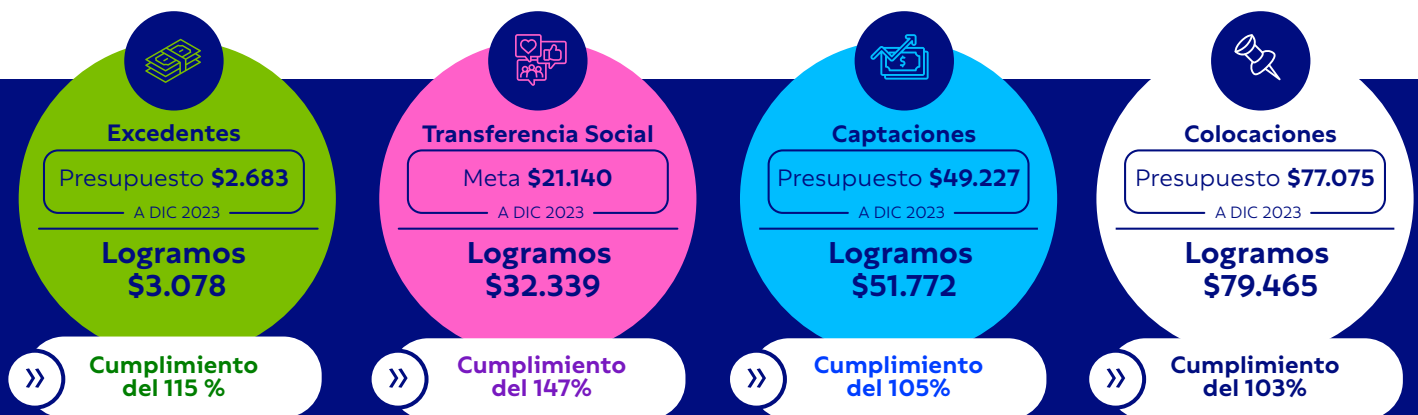 Excedentes
Presupuesto $2.683
A DIC 2023
Logramos
$3.078
Cumplimiento
del 115 %
Transferencia Social
Meta $21.140
A DIC 2023
Logramos
$32.339
Cumplimiento
del 147%
Captaciones
Presupuesto $49.227
A DIC 2023
Logramos
$51.772
Cumplimiento
del 105%
Colocaciones
Presupuesto $77.075
A DIC 2023
Logramos
$79.465
Cumplimiento
del 103%